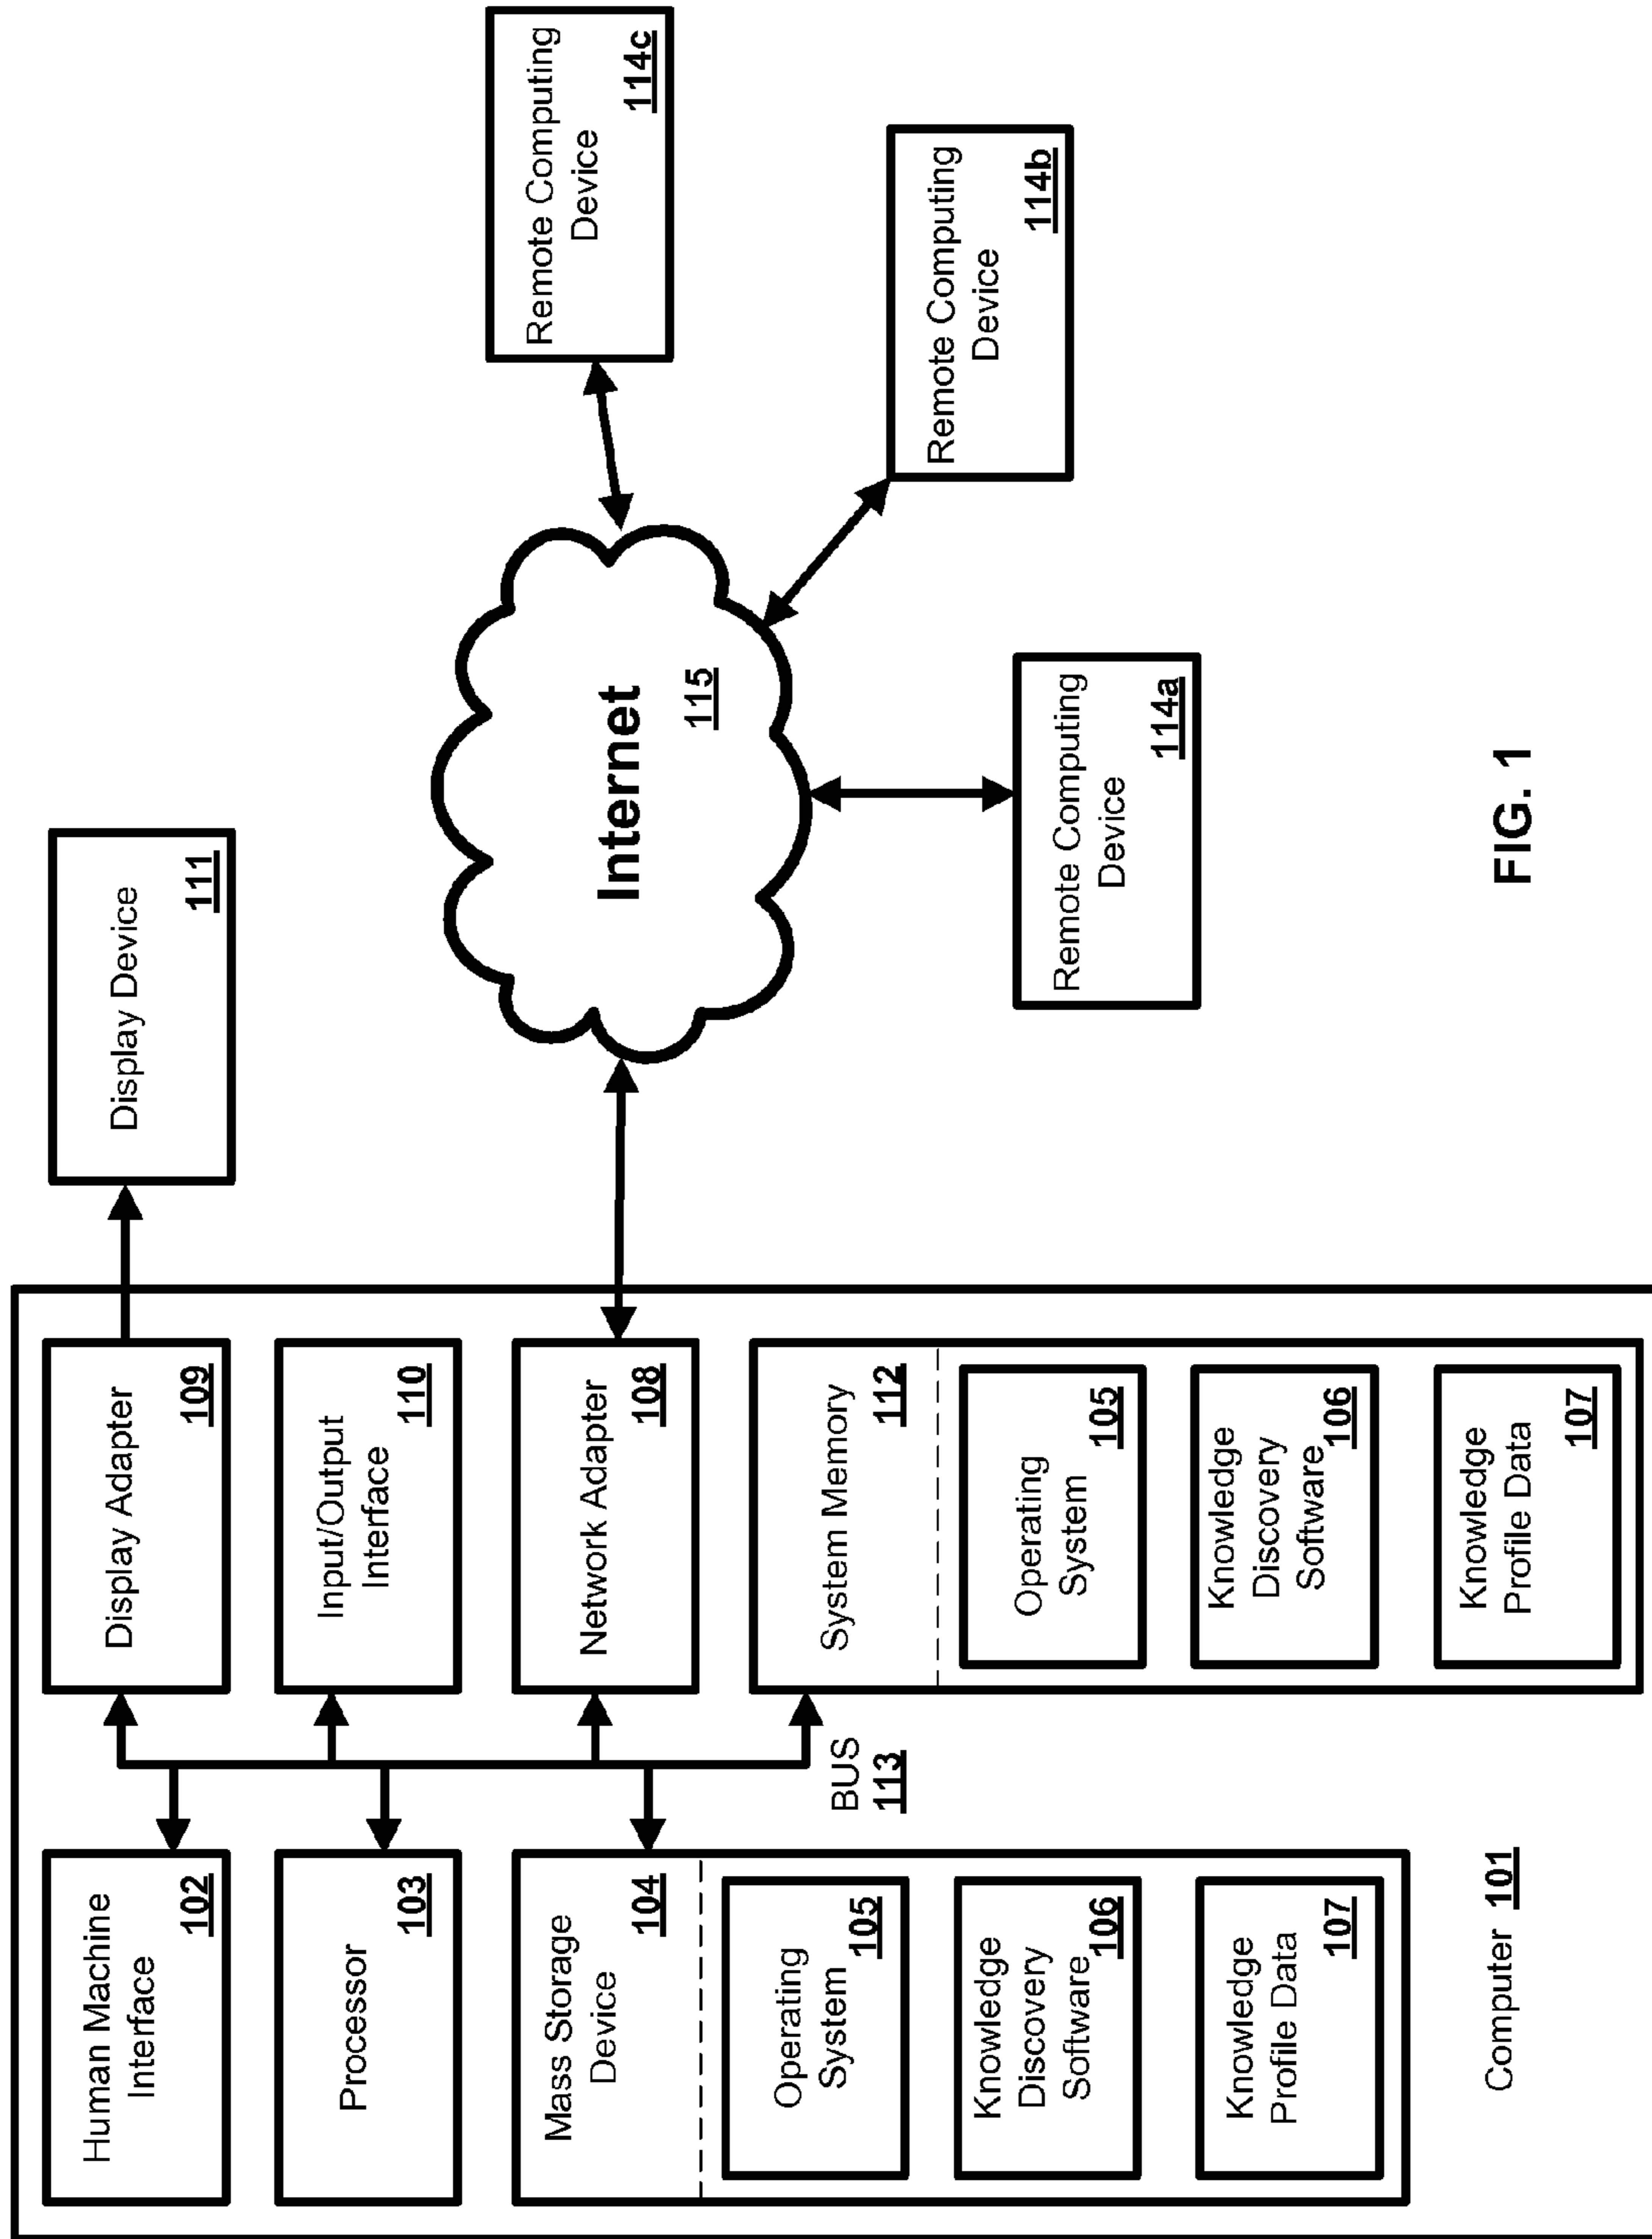 Human Machine
Interface
102
Processor
103
Mass Storage
Device
104
Operating
System
105
Knowledge
Discovery
Software
106
Knowledge
Profile Data
107
Computer 101
BUS
113
Display Adapter
109
Input/Output
Interface
110
Network Adapter
108
System Memory
112
Operating
System
105
Knowledge
Discovery
Software
106
Knowledge
Profile Data
107
Display Device
111
Internet
115
Remote Computing
Device
114a
Remote Computing
Device
114b
Remote Computing
Device
114c
FIG. 1